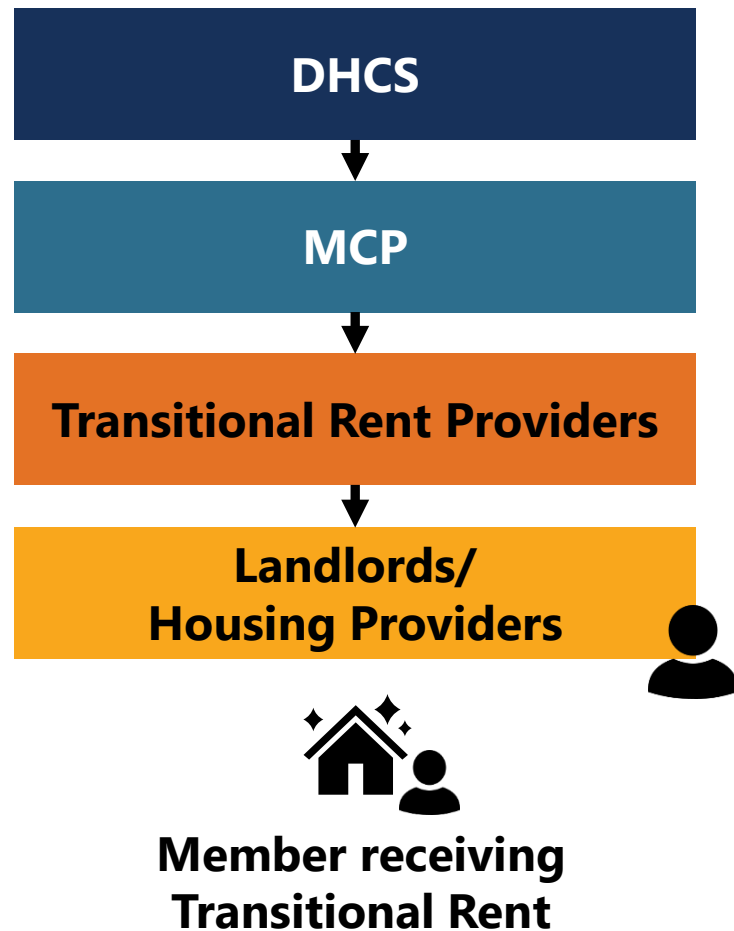 DHCS
MCP
Transitional Rent Providers
Landlords/
Housing Providers
Member receiving
Transitional Rent